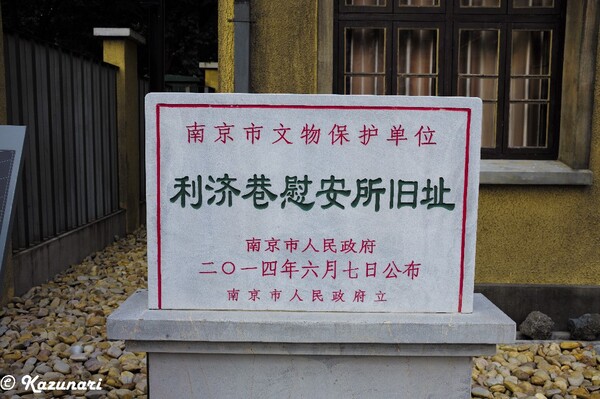 南京市文物保护单位
利济巷慰安所旧址
南京市人民政府
二〇一四年六月七日公布
南京市人民政府立
© Kazunari